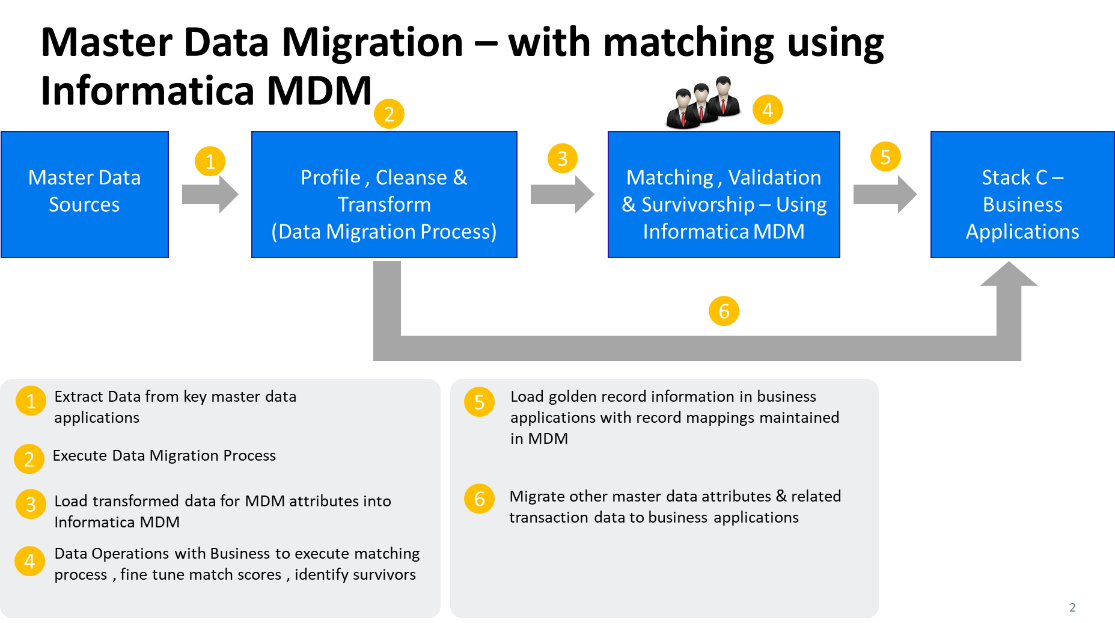 Master Data Migration – with matching using
Informatica MDM
2
4
1
3
5
Master Data
Sources
Profile , Cleanse &
Transform
(Data Migration Process)
Matching , Validation
& Survivorship – Using
Informatica MDM
Stack C –
Business
Applications
6
1 Extract Data from key master data
applications
2 Execute Data Migration Process
3 Load transformed data for MDM attributes into
Informatica MDM
4 Data Operations with Business to execute matching
process , fine tune match scores , identify survivors
5 Load golden record information in business
applications with record mappings maintained
in MDM
6 Migrate other master data attributes & related
transaction data to business applications
2